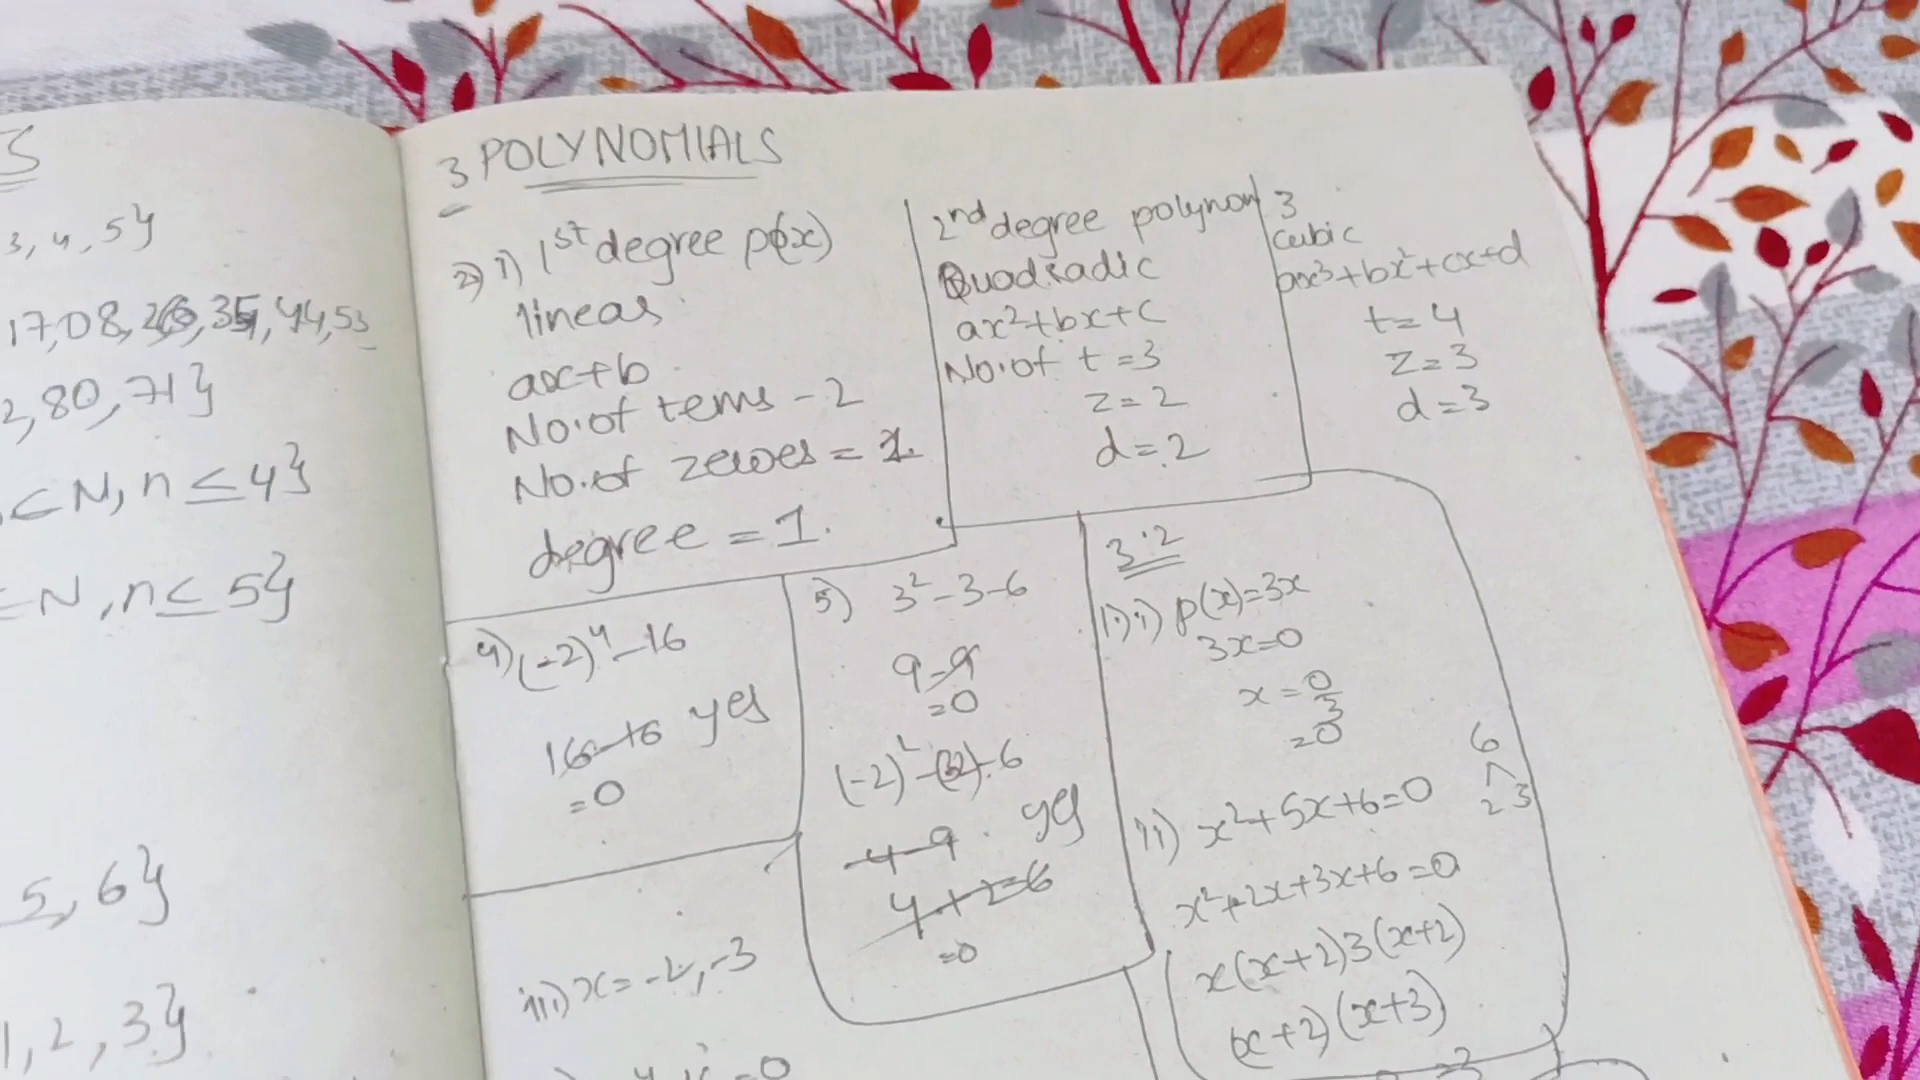 3, 4, 5}
17,08,26,35,44,53
2,80,71}
N, n ≤ 4}
N, n ≤ 5}
5, 6}
1, 2, 3}
3 POLYNOMIALS
2) i) 1st degree p(x)
linear
ax+b
No.of tems - 2
No.of zeroes = 1.
degree = 1.
2nd degree polynom
Quadradic
ax²+bx+c
No.of t = 3
z = 2
d = 2
3
cubic
ax³+bx²+cx+d
t = 4
z = 3
d = 3
4) (-2)⁴-16
16-16 yes
=0
5) 3²-3-6
9-9
=0
(-2)²-(-2)-6
-4-9 . yes
4+2-6
=0
3.2
1) i) p(x)=3x
3x=0
x = 0/3
=0
6
2 3
ii) x²+5x+6=0
x²+2x+3x+6=0
x(x+2)3(x+2)
(x+2)(x+3)
iii) x = -2, -3
=0